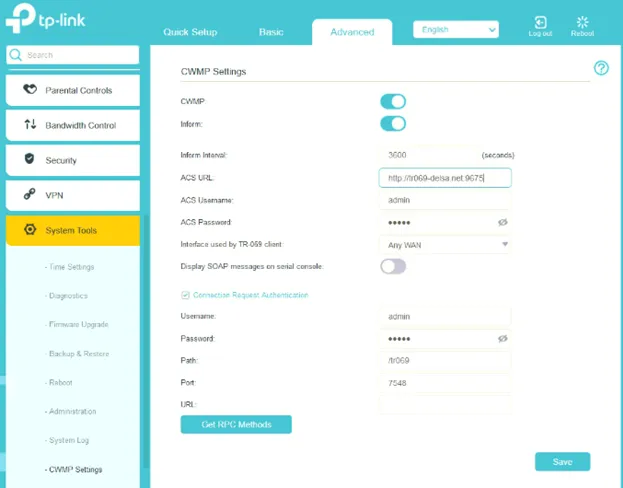 tp-link
Quick Setup
Basic
Advanced
English
Log out
Reboot
Search
Parental Controls
Bandwidth Control
Security
VPN
System Tools
- Time Settings
- Diagnostics
- Firmware Upgrade
- Backup & Restore
- Reboot
- Administration
- System Log
- CWMP Settings
CWMP Settings
?
CWMP:
Inform:
Inform Interval: 3600 (seconds)
ACS URL: http://tr069-delsa.net:9675
ACS Username: admin
ACS Password: •••••
Interface used by TR-069 client: Any WAN
Display SOAP messages on serial console:
Connection Request Authentication
Username: admin
Password: •••••
Path: /tr069
Port: 7548
URL:
Get RPC Methods
Save